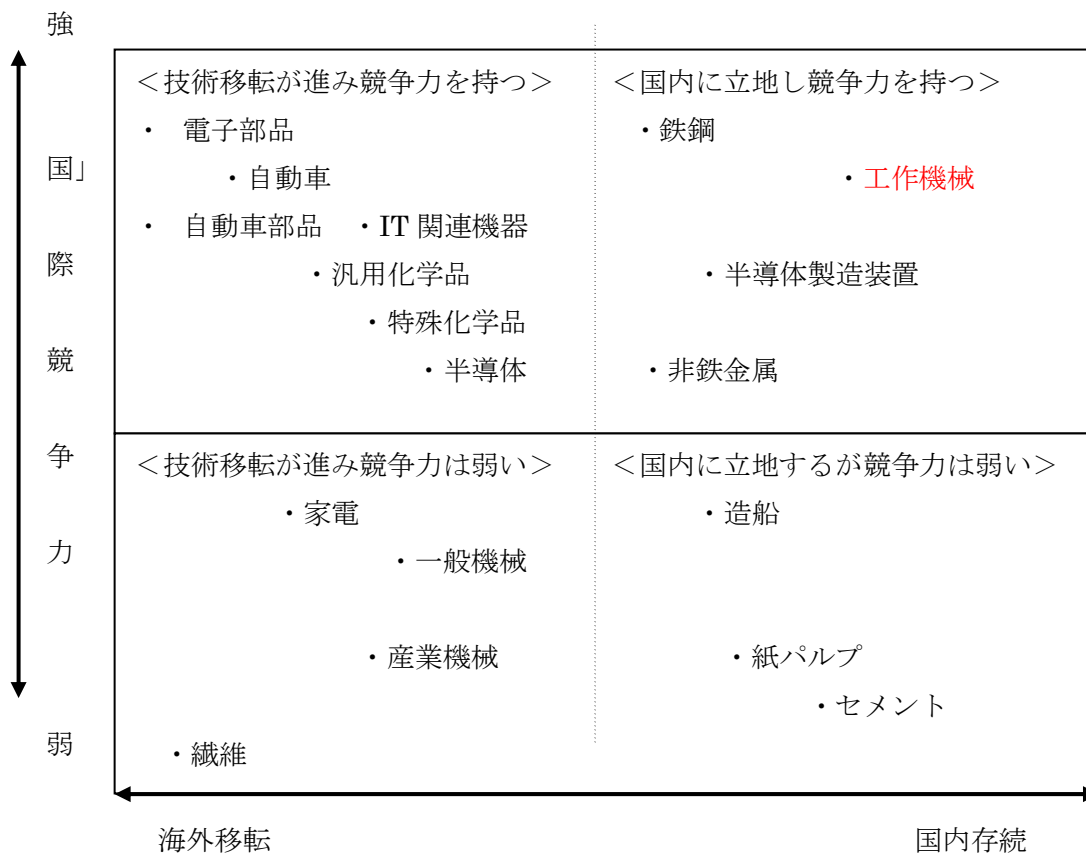 強
国」
際
競
争
力
弱
＜技術移転が進み競争力を持つ＞
・ 電子部品
・自動車
・ 自動車部品 ・IT 関連機器
・汎用化学品
・特殊化学品
・半導体
＜国内に立地し競争力を持つ＞
・鉄鋼
・工作機械
・半導体製造装置
・非鉄金属
＜技術移転が進み競争力は弱い＞
・家電
・一般機械
・産業機械
・繊維
＜国内に立地するが競争力は弱い＞
・造船
・紙パルプ
・セメント
海外移転 国内存続